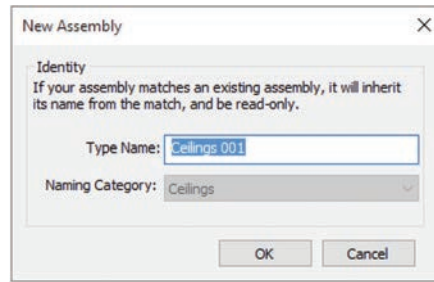 New Assembly
Identity
If your assembly matches an existing assembly, it will inherit
its name from the match, and be read-only.
Type Name: Ceilings 001
Naming Category: Ceilings
OK Cancel